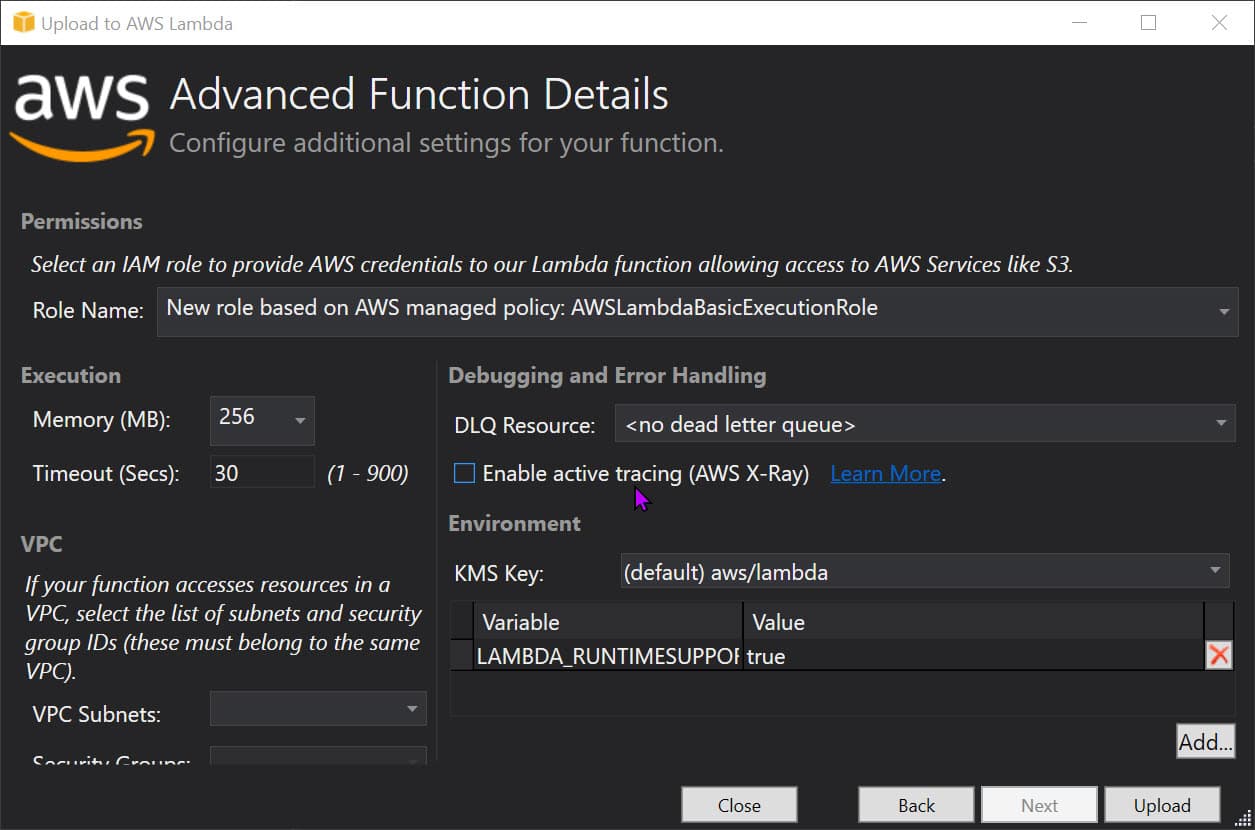 Upload to AWS Lambda
aws
Advanced Function Details
Configure additional settings for your function.
Permissions
Select an IAM role to provide AWS credentials to our Lambda function allowing access to AWS Services like S3.
Role Name: New role based on AWS managed policy: AWSLambdaBasicExecutionRole
Execution
Memory (MB): 256
Timeout (Secs): 30 (1 - 900)
VPC
If your function accesses resources in a
VPC, select the list of subnets and security
group IDs (these must belong to the same
VPC).
VPC Subnets:
Security Groups:
Debugging and Error Handling
DLQ Resource: <no dead letter queue>
Enable active tracing (AWS X-Ray) Learn More.
Environment
KMS Key: (default) aws/lambda
Variable Value
LAMBDA_RUNTIMESUPPOR true
Add...
Close Back Next Upload